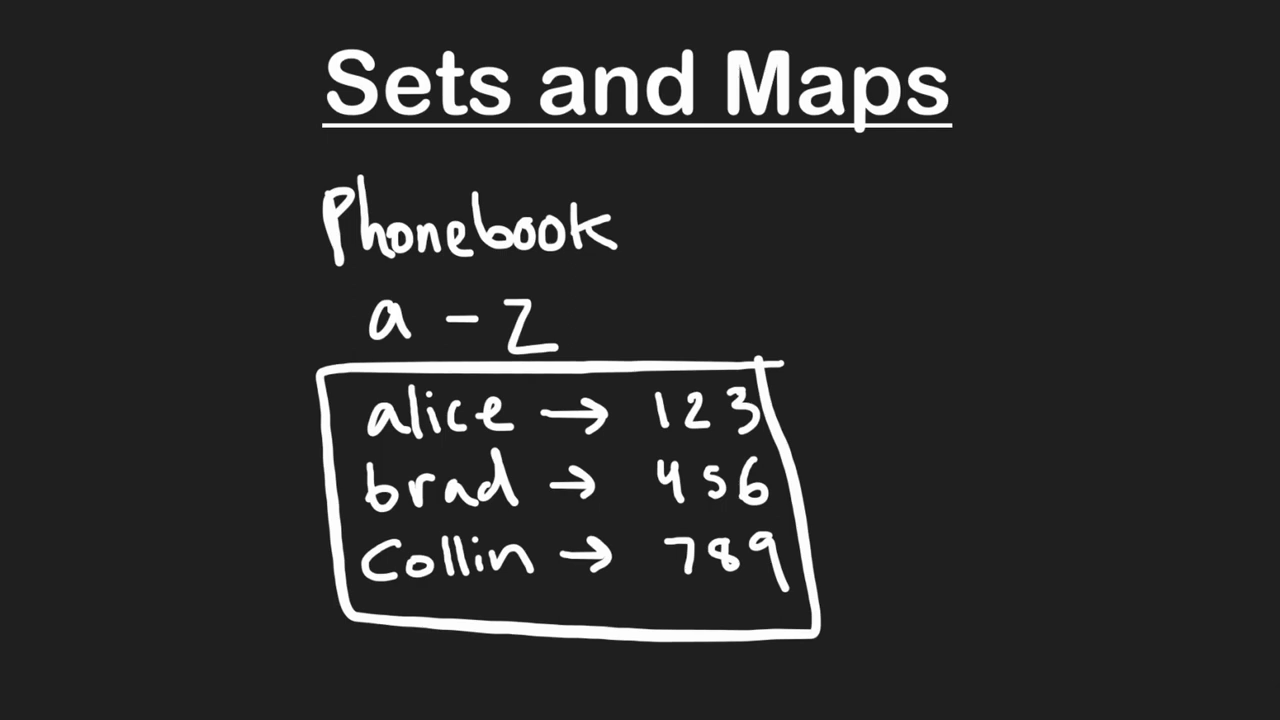 Sets and Maps
Phonebook
a - z
alice → 123
brad → 456
Collin → 789